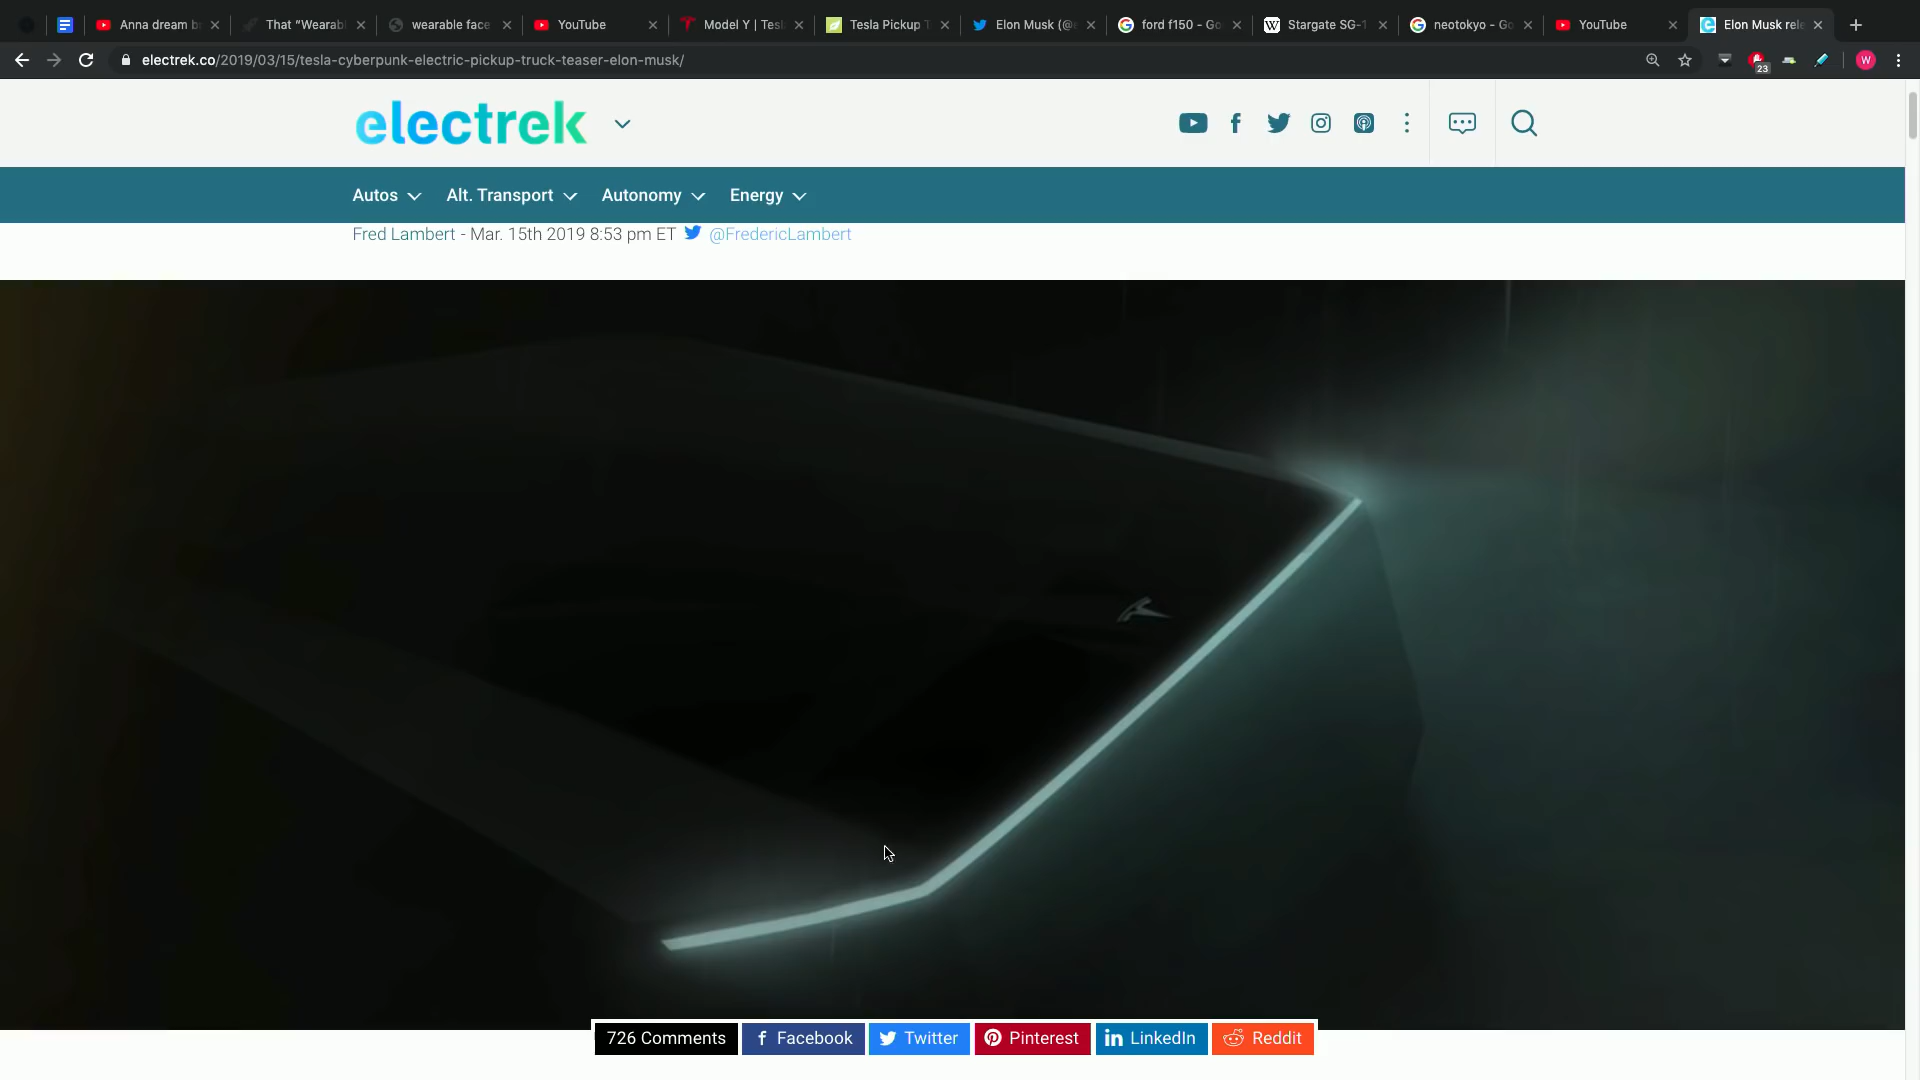 Anna dream b
That "Wearab
wearable face
YouTube
Model Y | Tesl
Tesla Pickup T
Elon Musk (@e
ford f150 - Go
Stargate SG-1
neotokyo - Go
YouTube
Elon Musk rele
electrek.co/2019/03/15/tesla-cyberpunk-electric-pickup-truck-teaser-elon-musk/
23
W
electrek
Autos
Alt. Transport
Autonomy
Energy
Fred Lambert - Mar. 15th 2019 8:53 pm ET @FredericLambert
726 Comments
Facebook
Twitter
Pinterest
LinkedIn
Reddit